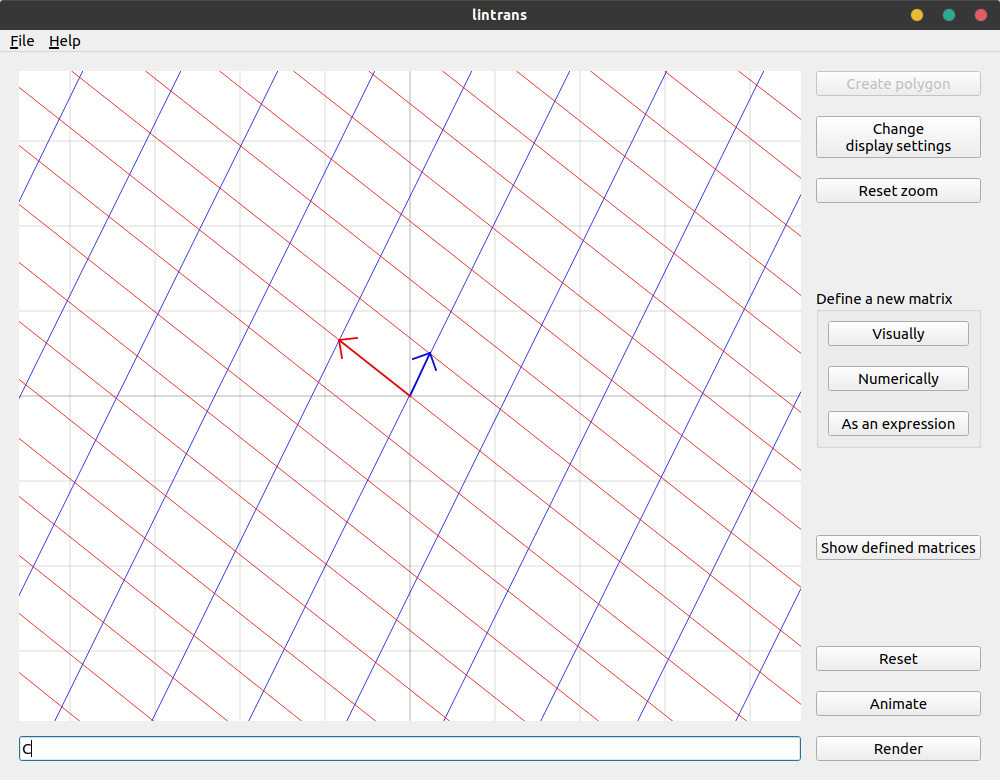 lintrans
File Help
Create polygon
Change
display settings
Reset zoom
Define a new matrix
Visually
Numerically
As an expression
Show defined matrices
Reset
Animate
C
Render